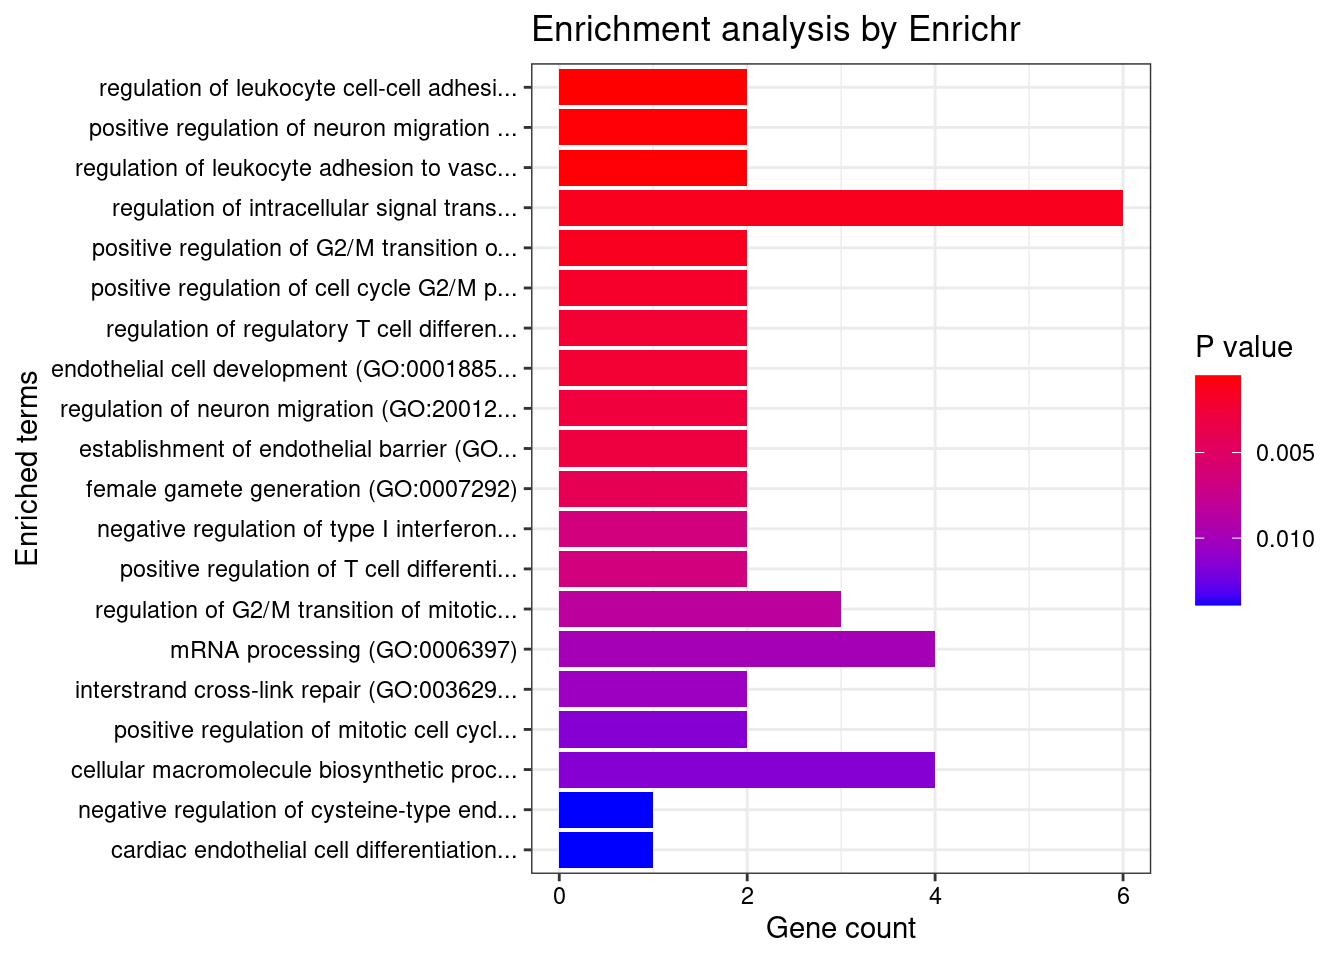 Enrichment analysis by Enrichr
regulation of leukocyte cell-cell adhesi...
positive regulation of neuron migration ...
regulation of leukocyte adhesion to vasc...
regulation of intracellular signal trans...
positive regulation of G2/M transition o...
positive regulation of cell cycle G2/M p...
regulation of regulatory T cell differen...
endothelial cell development (GO:0001885...
regulation of neuron migration (GO:20012...
establishment of endothelial barrier (GO...
female gamete generation (GO:0007292)
negative regulation of type I interferon...
positive regulation of T cell differenti...
regulation of G2/M transition of mitotic...
mRNA processing (GO:0006397)
interstrand cross-link repair (GO:003629...
positive regulation of mitotic cell cycl...
cellular macromolecule biosynthetic proc...
negative regulation of cysteine-type end...
cardiac endothelial cell differentiation...
Enriched terms
0 2 4 6
Gene count
P value
0.005
0.010